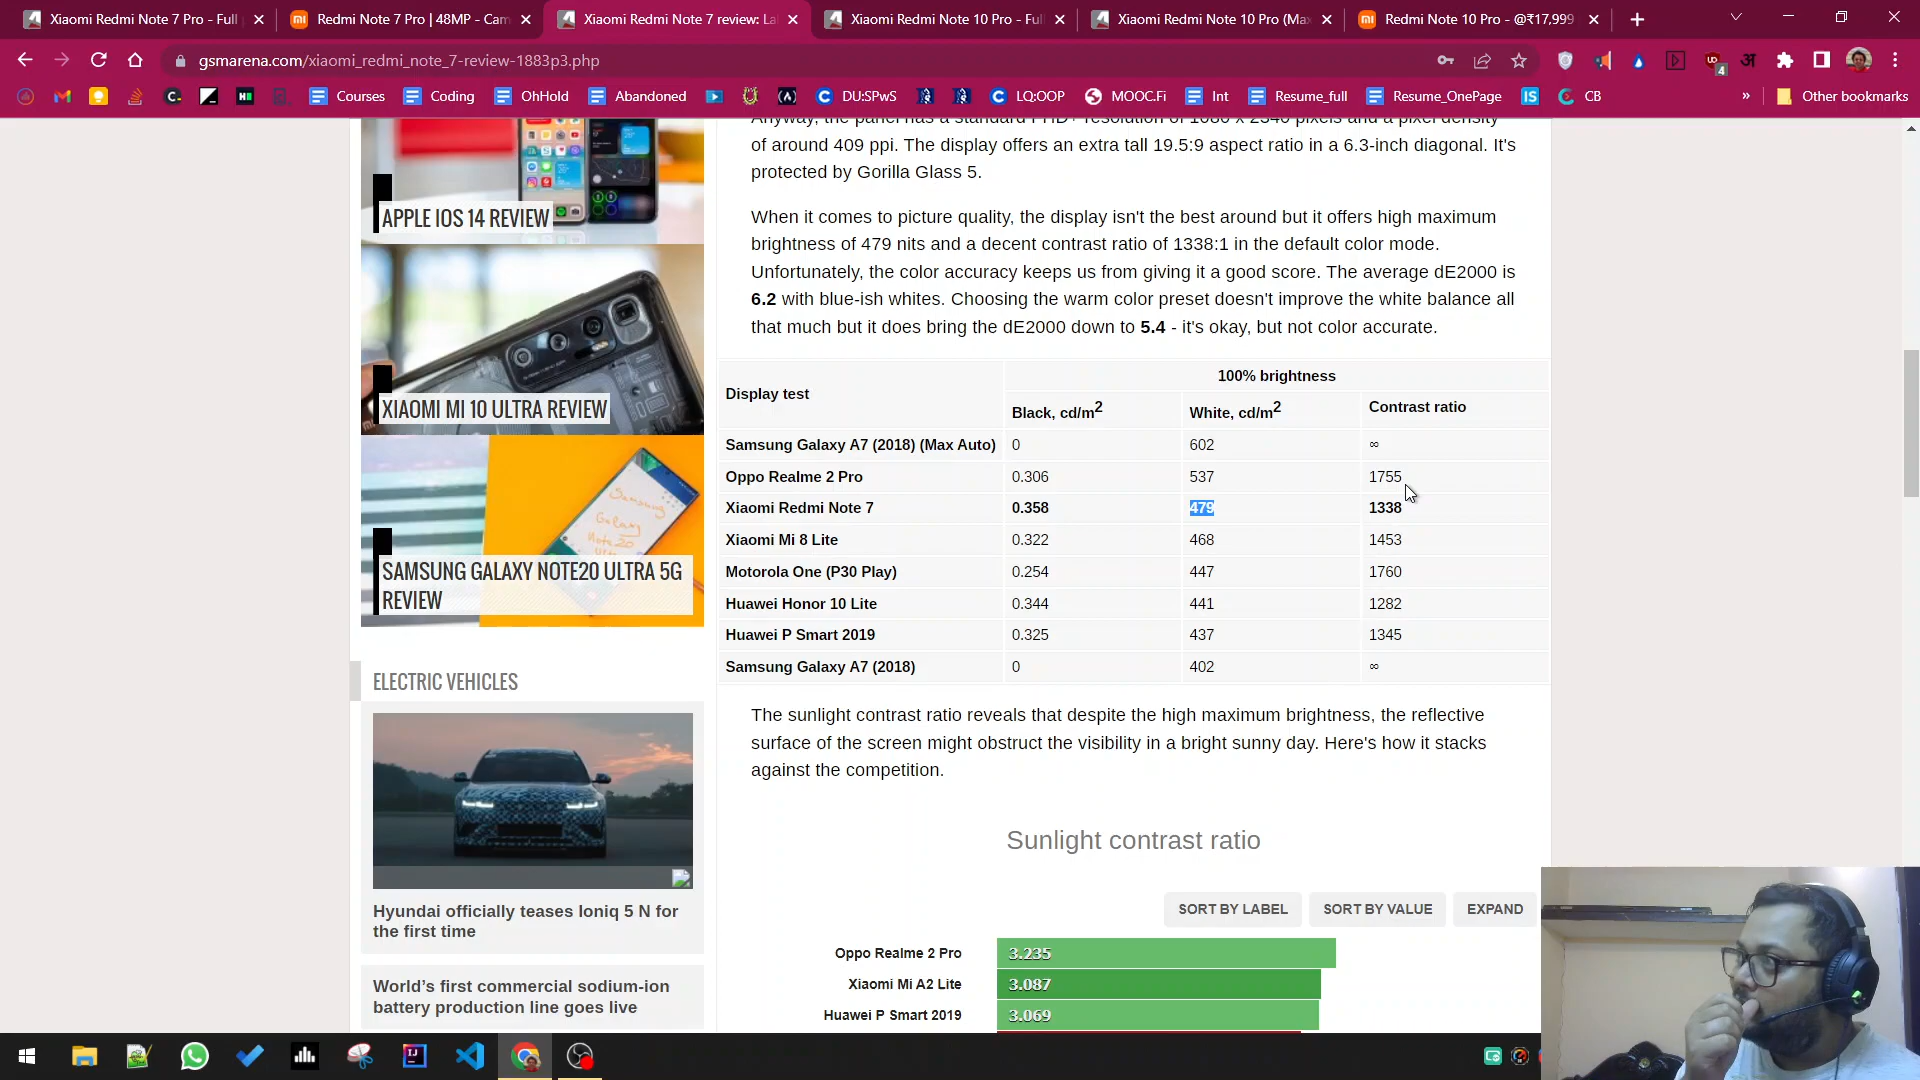 Xiaomi Redmi Note 7 Pro - Full
Redmi Note 7 Pro | 48MP - Cam
Xiaomi Redmi Note 7 review: La
Xiaomi Redmi Note 10 Pro - Full
Xiaomi Redmi Note 10 Pro (Max
Redmi Note 10 Pro - @₹17,999
gsmarena.com/xiaomi_redmi_note_7-review-1883p3.php
Courses
Coding
OhHold
Abandoned
DU:SPwS
LQ:OOP
MOOC.Fi
Int
Resume_full
Resume_OnePage
CB
Other bookmarks
Anyway, the panel has a standard FHD+ resolution of 1080 x 2340 pixels and a pixel density
of around 409 ppi. The display offers an extra tall 19.5:9 aspect ratio in a 6.3-inch diagonal. It's
protected by Gorilla Glass 5.
When it comes to picture quality, the display isn't the best around but it offers high maximum
brightness of 479 nits and a decent contrast ratio of 1338:1 in the default color mode.
Unfortunately, the color accuracy keeps us from giving it a good score. The average dE2000 is
6.2 with blue-ish whites. Choosing the warm color preset doesn't improve the white balance all
that much but it does bring the dE2000 down to 5.4 - it's okay, but not color accurate.
APPLE IOS 14 REVIEW
XIAOMI MI 10 ULTRA REVIEW
SAMSUNG GALAXY NOTE20 ULTRA 5G
REVIEW
ELECTRIC VEHICLES
Hyundai officially teases Ioniq 5 N for
the first time
World's first commercial sodium-ion
battery production line goes live
Display test
100% brightness
Black, cd/m2 White, cd/m2 Contrast ratio
Samsung Galaxy A7 (2018) (Max Auto) 0 602 ∞
Oppo Realme 2 Pro 0.306 537 1755
Xiaomi Redmi Note 7 0.358 479 1338
Xiaomi Mi 8 Lite 0.322 468 1453
Motorola One (P30 Play) 0.254 447 1760
Huawei Honor 10 Lite 0.344 441 1282
Huawei P Smart 2019 0.325 437 1345
Samsung Galaxy A7 (2018) 0 402 ∞
The sunlight contrast ratio reveals that despite the high maximum brightness, the reflective
surface of the screen might obstruct the visibility in a bright sunny day. Here's how it stacks
against the competition.
Sunlight contrast ratio
SORT BY LABEL SORT BY VALUE EXPAND
Oppo Realme 2 Pro 3.235
Xiaomi Mi A2 Lite 3.087
Huawei P Smart 2019 3.069